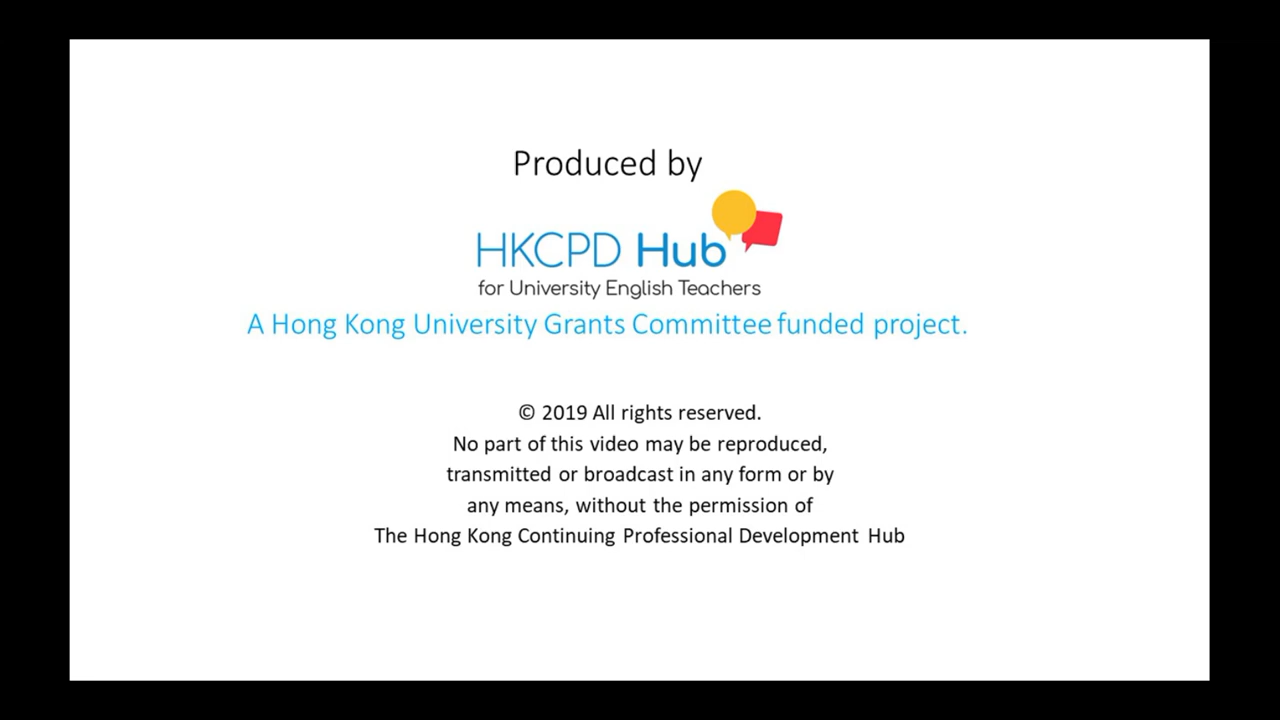 Produced by
HKCPD Hub
for University English Teachers
A Hong Kong University Grants Committee funded project.
© 2019 All rights reserved.
No part of this video may be reproduced,
transmitted or broadcast in any form or by
any means, without the permission of
The Hong Kong Continuing Professional Development Hub